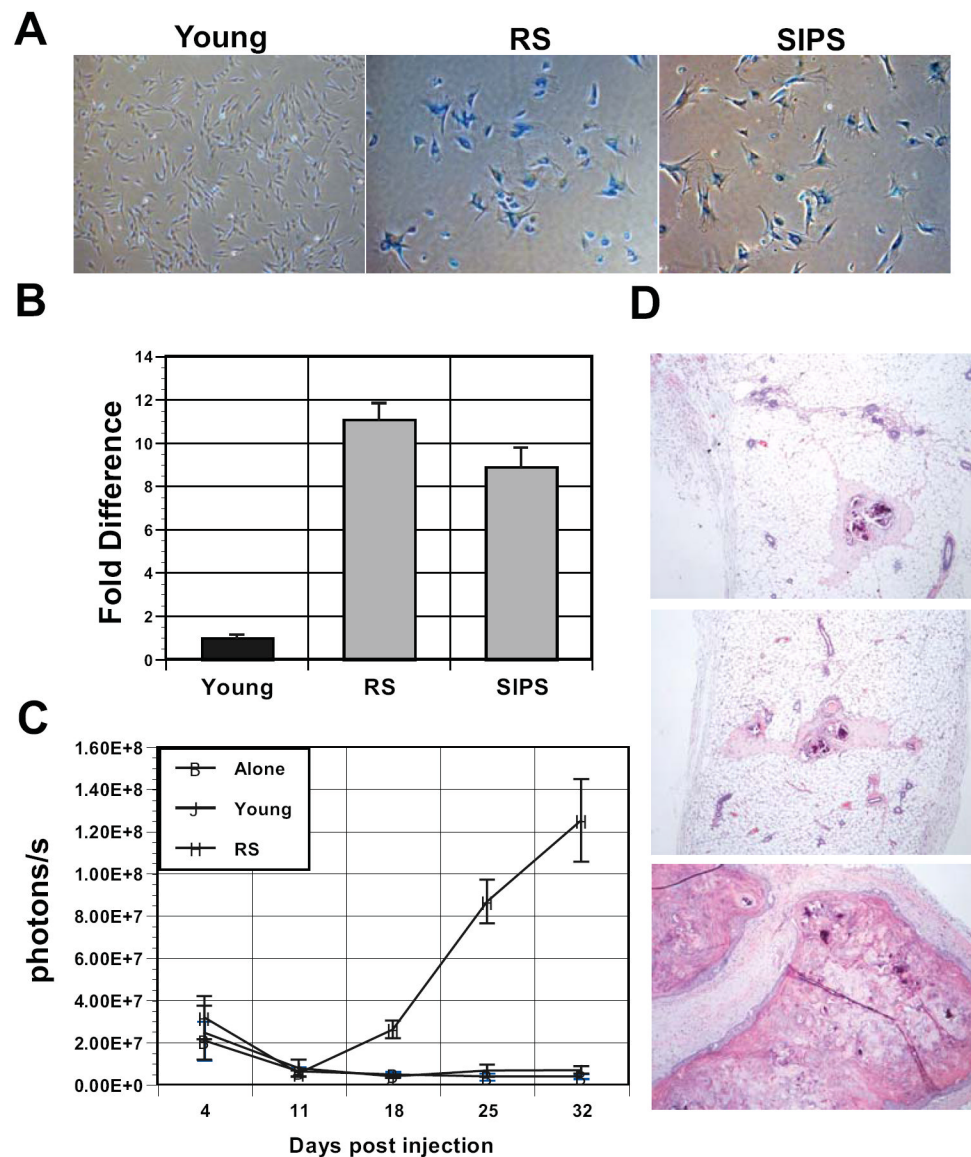 A
Young RS SIPS
B
Fold Difference
14
12
10
8
6
4
2
0
Young RS SIPS
C
photons/s
1.60E+8
1.40E+8
1.20E+8
1.00E+8
8.00E+7
6.00E+7
4.00E+7
2.00E+7
0.00E+0
B Alone
J Young
H RS
4 11 18 25 32
Days post injection
D